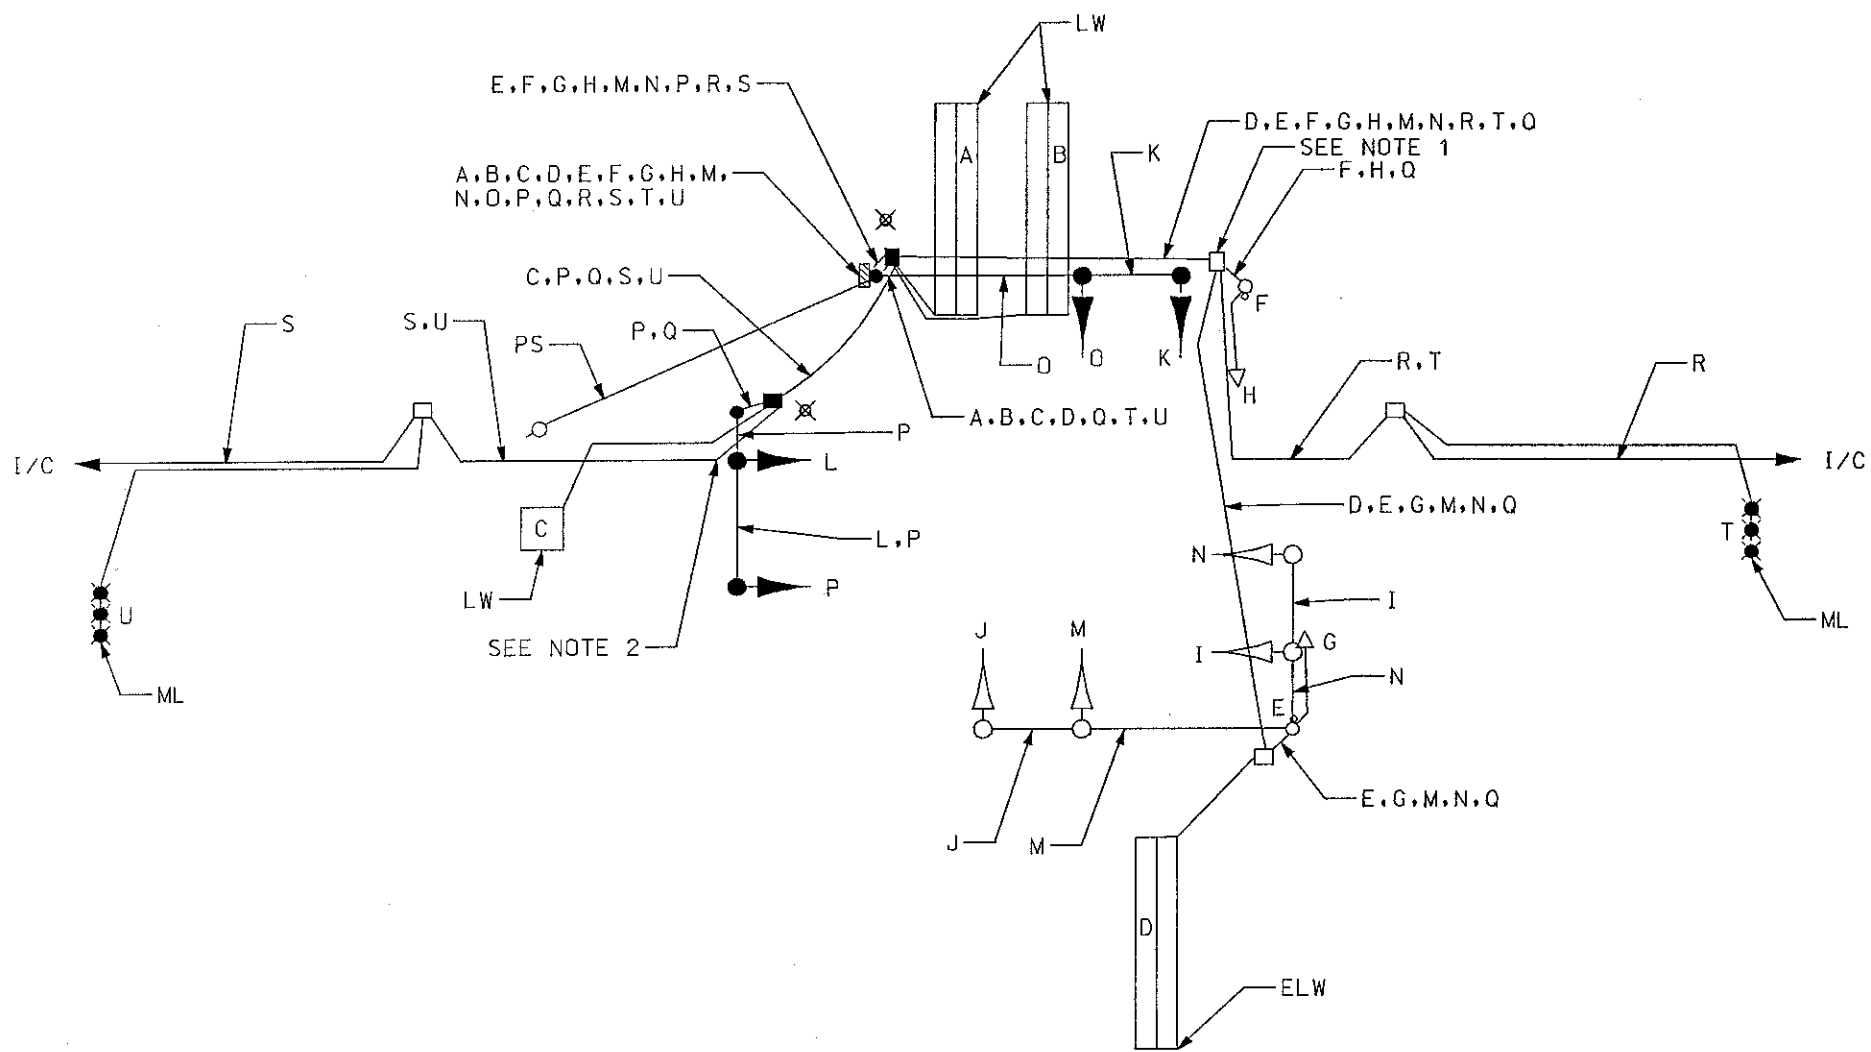 LW
E,F,G,H,M,N,P,R,S
D,E,F,G,H,M,N,R,T,Q
SEE NOTE 1
K
F,H,Q
A
B
A,B,C,D,E,F,G,H,M,
N,O,P,Q,R,S,T,U
C,P,Q,S,U
F
S
S,U
PS
P,Q
O
O
K
H
R,T
R
A,B,C,D,Q,T,U
P
I/C
L
I/C
D,E,G,M,N,Q
C
L,P
N
T
LW
P
I
U
J
M
ML
SEE NOTE 2
I
G
N
ML
E
E,G,M,N,Q
J
M
D
ELW